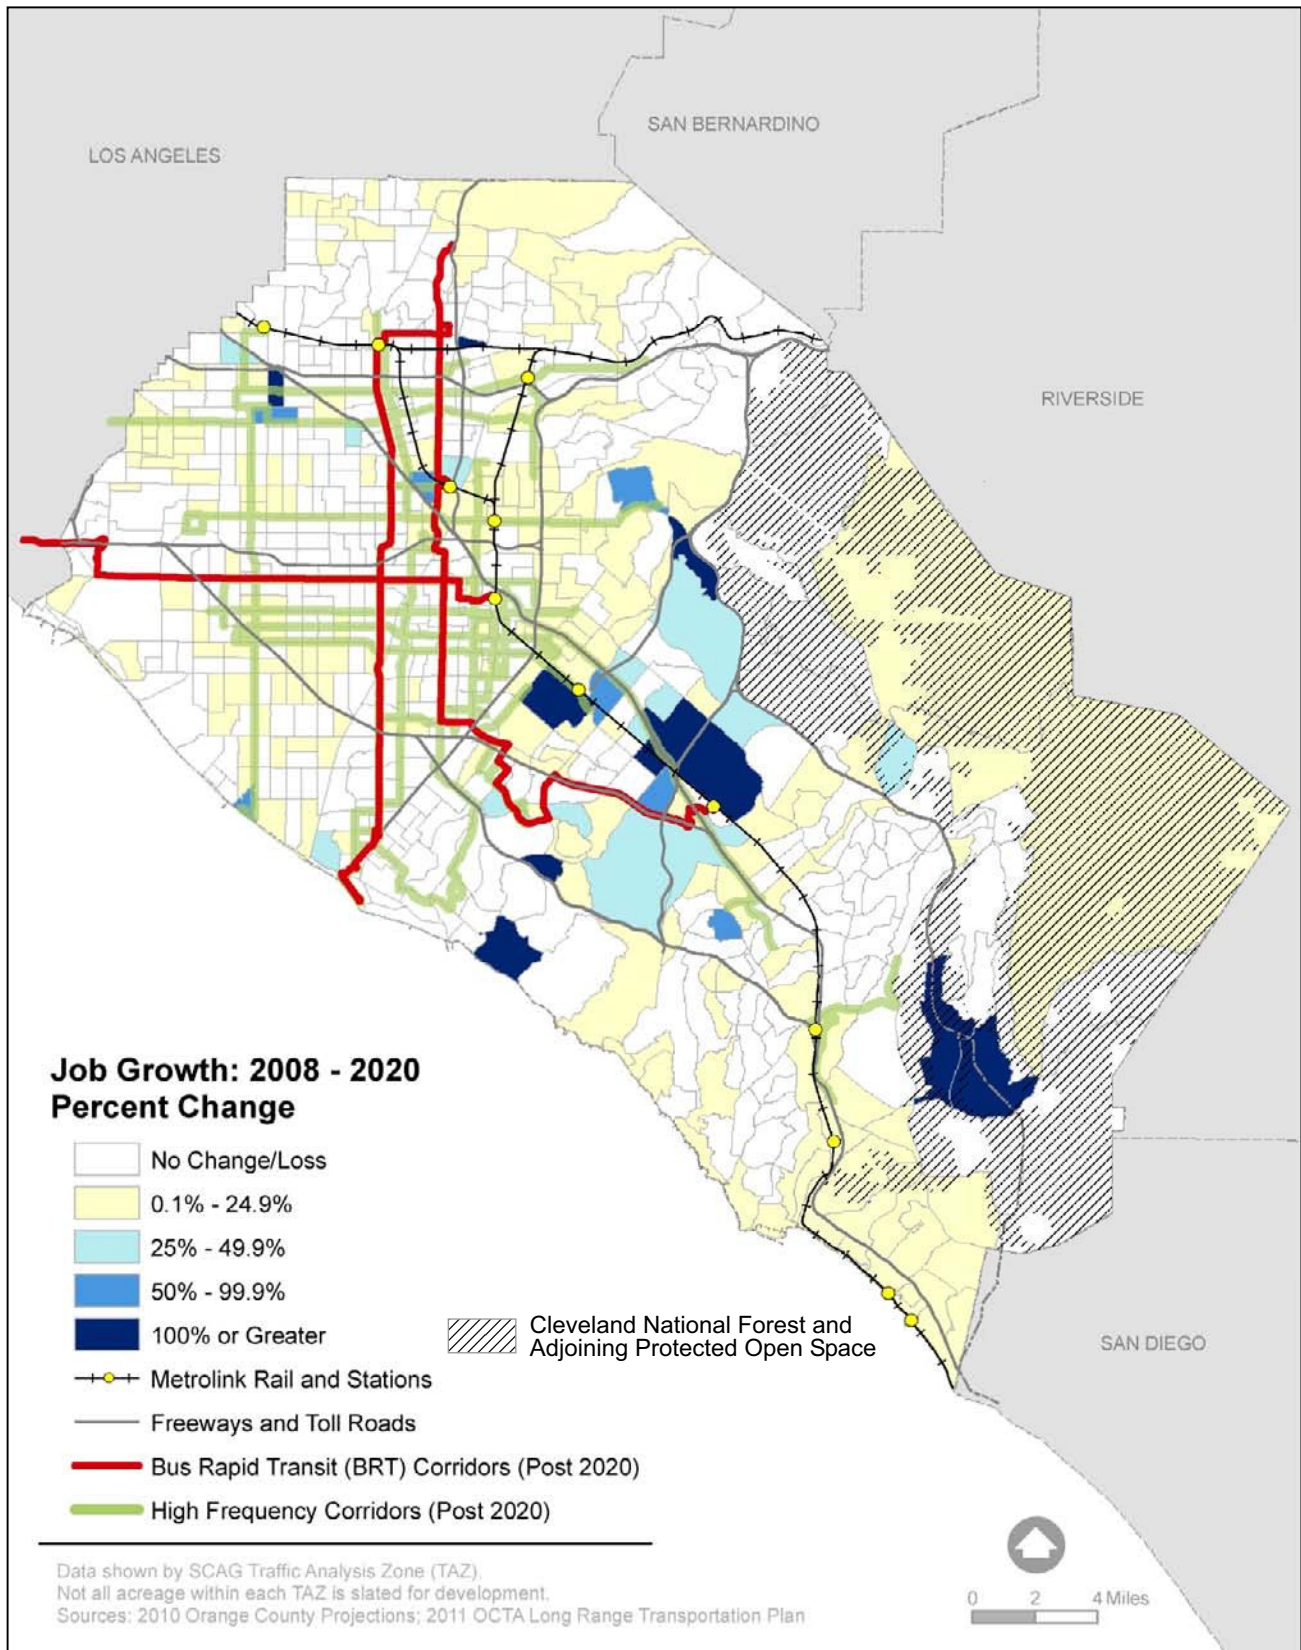 SAN BERNARDINO
LOS ANGELES
RIVERSIDE
Job Growth: 2008 - 2020
Percent Change
No Change/Loss
0.1% - 24.9%
25% - 49.9%
50% - 99.9%
100% or Greater
Cleveland National Forest and
Adjoining Protected Open Space
SAN DIEGO
Metrolink Rail and Stations
Freeways and Toll Roads
Bus Rapid Transit (BRT) Corridors (Post 2020)
High Frequency Corridors (Post 2020)
Data shown by SCAG Traffic Analysis Zone (TAZ).
Not all acreage within each TAZ is slated for development.
Sources: 2010 Orange County Projections; 2011 OCTA Long Range Transportation Plan
0 2 4 Miles